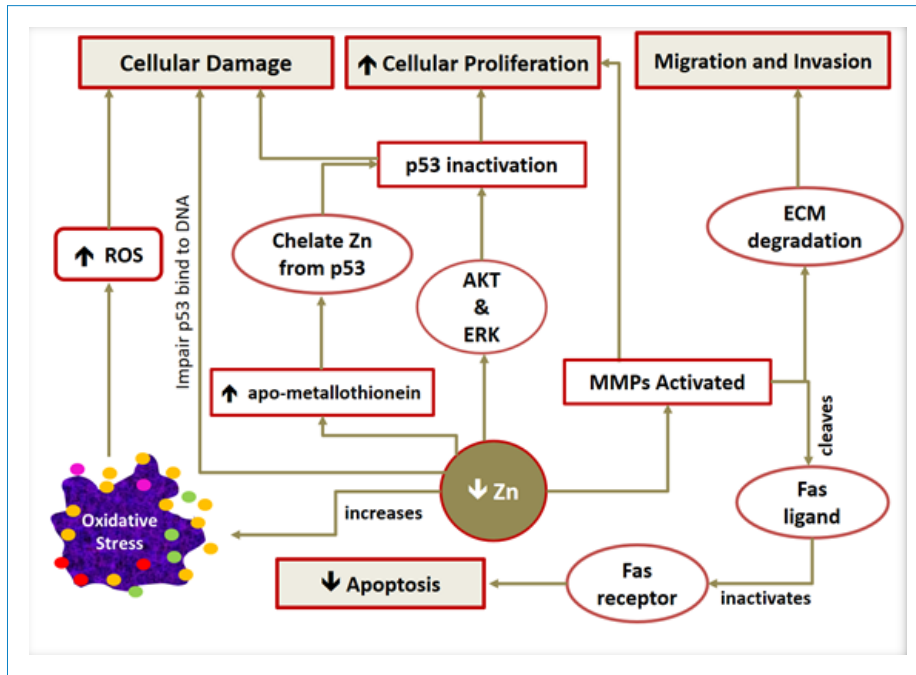 Cellular Damage
↑ Cellular Proliferation
Migration and Invasion
p53 inactivation
Impair p53 bind to DNA
↑ ROS
Chelate Zn
from p53
ECM
degradation
AKT
&
ERK
↑ apo-metallothionein
MMPs Activated
cleaves
Oxidative
Stress
increases
↓ Zn
Fas
ligand
↓ Apoptosis
Fas
receptor
inactivates